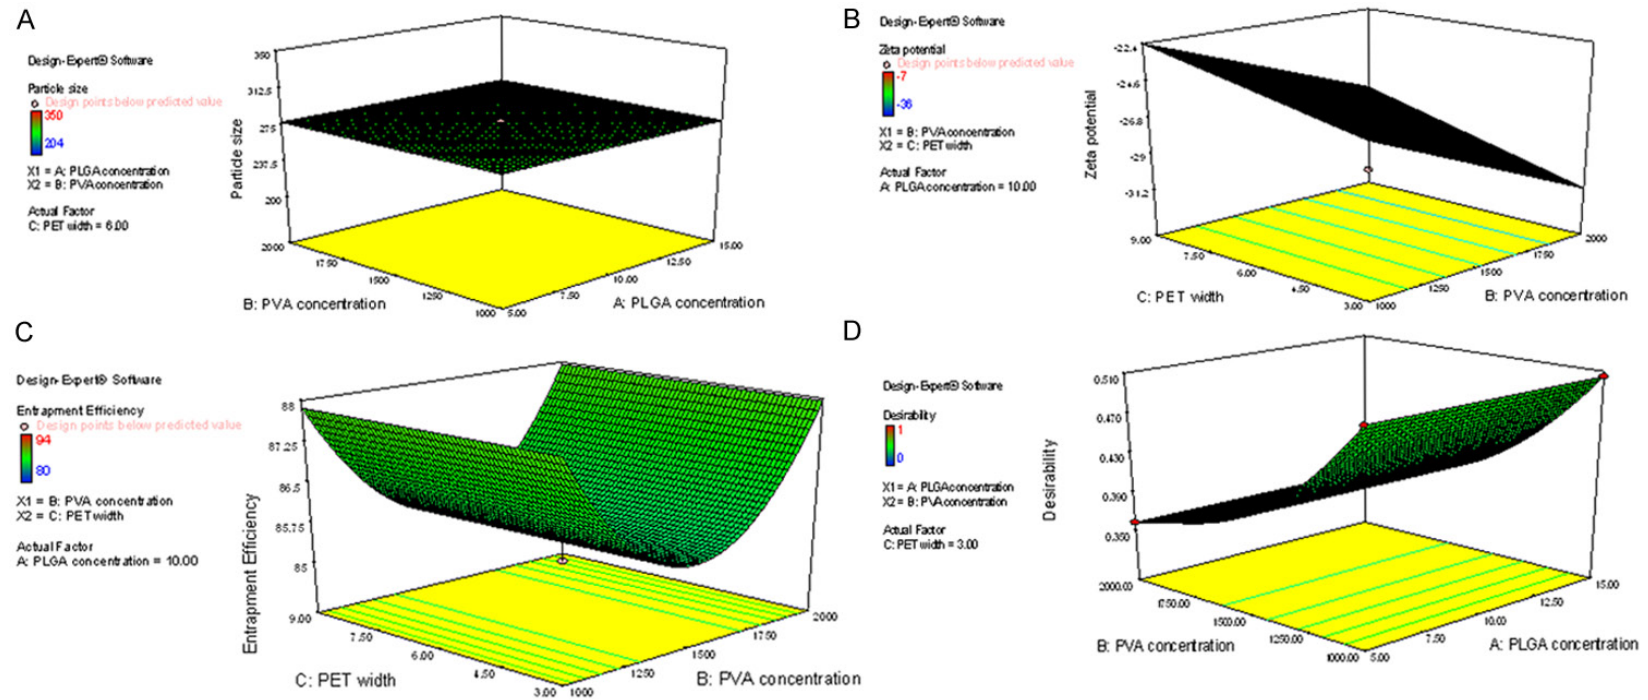 A
Design-Expert® Software
Particle size
Design points below predicted value
350
204
X1 = A: PLGA concentration
X2 = B: PVA concentration
Actual Factor
C: PET width = 6.00
Particle size
350
312.5
275
237.5
200
2000
1750
1500
1250
1000
5.00
7.50
10.00
12.50
15.00
B: PVA concentration
A: PLGA concentration
B
Design-Expert® Software
Zeta potential
Design points below predicted value
-7
-36
X1 = B: PVA concentration
X2 = C: PET width
Actual Factor
A: PLGA concentration = 10.00
Zeta potential
-22.4
-24.6
-26.8
-29
-31.2
9.00
7.50
6.00
4.50
3.00
1000
1250
1500
1750
2000
C: PET width
B: PVA concentration
C
Design-Expert® Software
Entrapment Efficiency
Design points below predicted value
94
80
X1 = B: PVA concentration
X2 = C: PET width
Actual Factor
A: PLGA concentration = 10.00
Entrapment Efficiency
88
87.25
86.5
85.75
85
9.00
7.50
6.00
4.50
3.00
1000
1250
1500
1750
2000
C: PET width
B: PVA concentration
D
Design-Expert® Software
Desirability
1
0
X1 = A: PLGA concentration
X2 = B: PVA concentration
Actual Factor
C: PET width = 3.00
Desirability
0.510
0.470
0.430
0.390
0.350
2000.00
1750.00
1500.00
1250.00
1000.00
5.00
7.50
10.00
12.50
15.00
B: PVA concentration
A: PLGA concentration